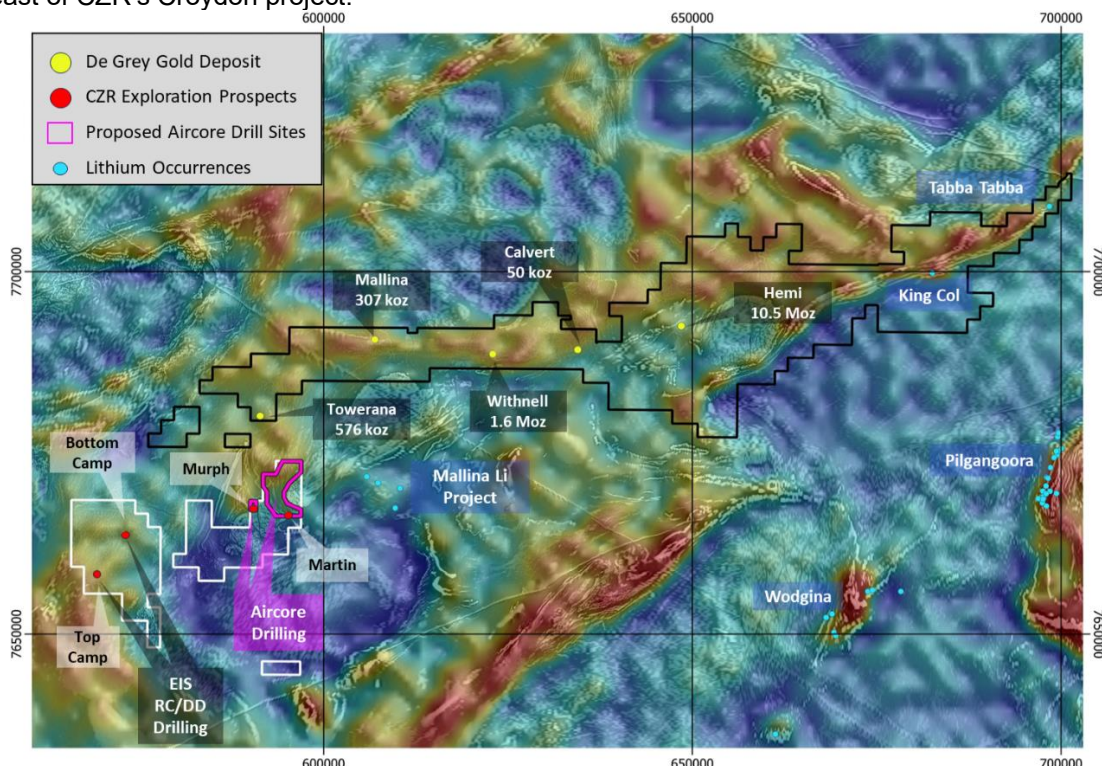 east of CZR's Croydon project.
600000
650000
700000
De Grey Gold Deposit
CZR Exploration Prospects
Proposed Aircore Drill Sites
Lithium Occurrences
Tabba Tabba
Calvert
50 koz
7700000
Mallina
307 koz
Hemi
10.5 Moz
King Col
7700000
Towerana
576 koz
Withnell
1.6 Moz
Bottom
Camp
Murph
Mallina Li
Project
Pilgangoora
Martin
Wodgina
Aircore
Drilling
7650000
Top
Camp
7650000
EIS
RC/DD
Drilling
600000
650000
700000